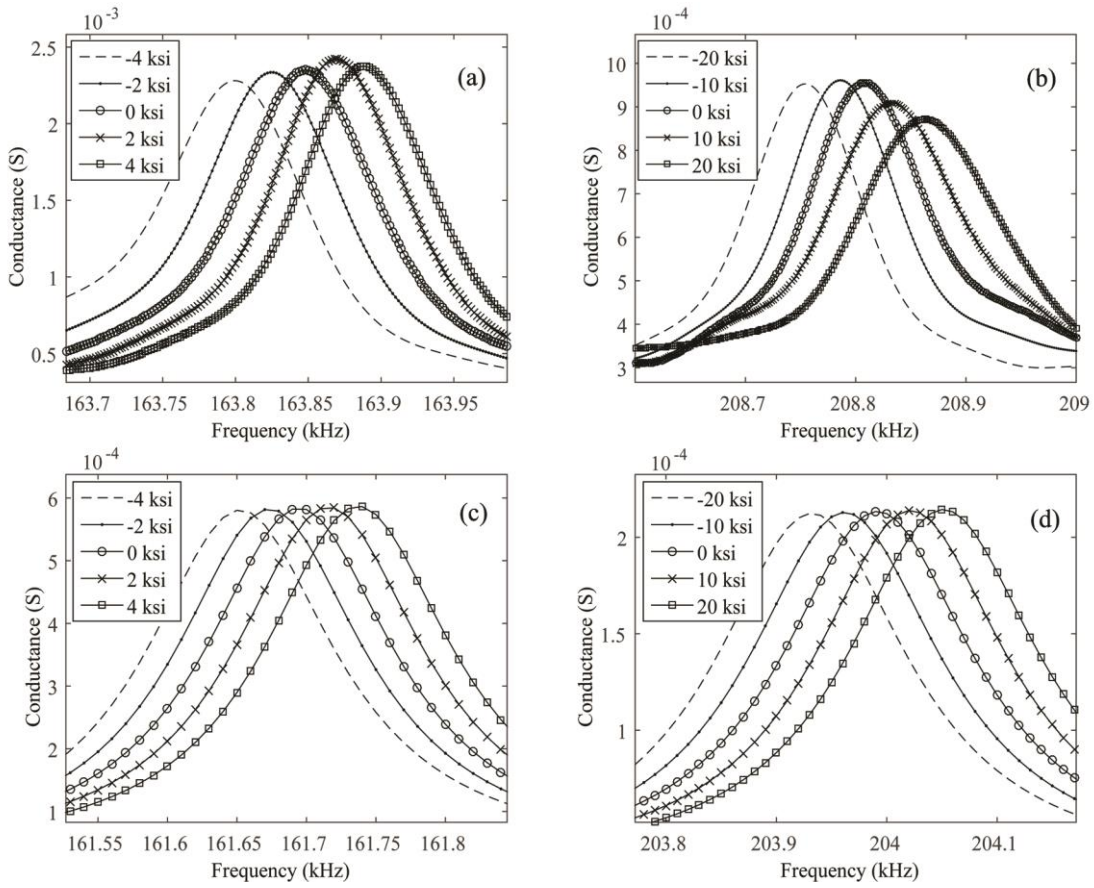 10⁻³
2.5
2
1.5
1
0.5
Conductance (S)
-4 ksi
-2 ksi
0 ksi
2 ksi
4 ksi
(a)
163.7
163.75
163.8
163.85
163.9
163.95
Frequency (kHz)
10⁻⁴
10
9
8
7
6
5
4
3
Conductance (S)
-20 ksi
-10 ksi
0 ksi
10 ksi
20 ksi
(b)
208.7
208.8
208.9
209
Frequency (kHz)
10⁻⁴
6
5
4
3
2
1
Conductance (S)
-4 ksi
-2 ksi
0 ksi
2 ksi
4 ksi
(c)
161.55
161.6
161.65
161.7
161.75
161.8
Frequency (kHz)
10⁻⁴
2
1.5
1
Conductance (S)
-20 ksi
-10 ksi
0 ksi
10 ksi
20 ksi
(d)
203.8
203.9
204
204.1
Frequency (kHz)